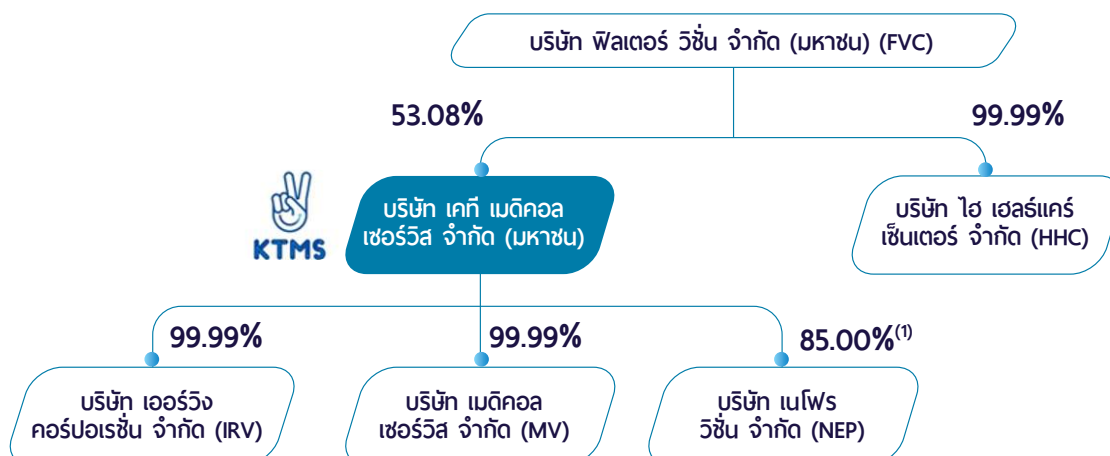 บริษัท ฟิลเตอร์ วิชั่น จำกัด (มหาชน) (FVC)
53.08%
99.99%
KTMS
บริษัท เคที เมดิคอล
เซอร์วิส จำกัด (มหาชน)
บริษัท ไฮ เฮลธ์แคร์
เซ็นเตอร์ จำกัด (HHC)
99.99%
99.99%
85.00%(1)
บริษัท เออร์วิง
คอร์ปอเรชั่น จำกัด (IRV)
บริษัท เมดิคอล
เซอร์วิส จำกัด (MV)
บริษัท เนโฟร
วิชั่น จำกัด (NEP)